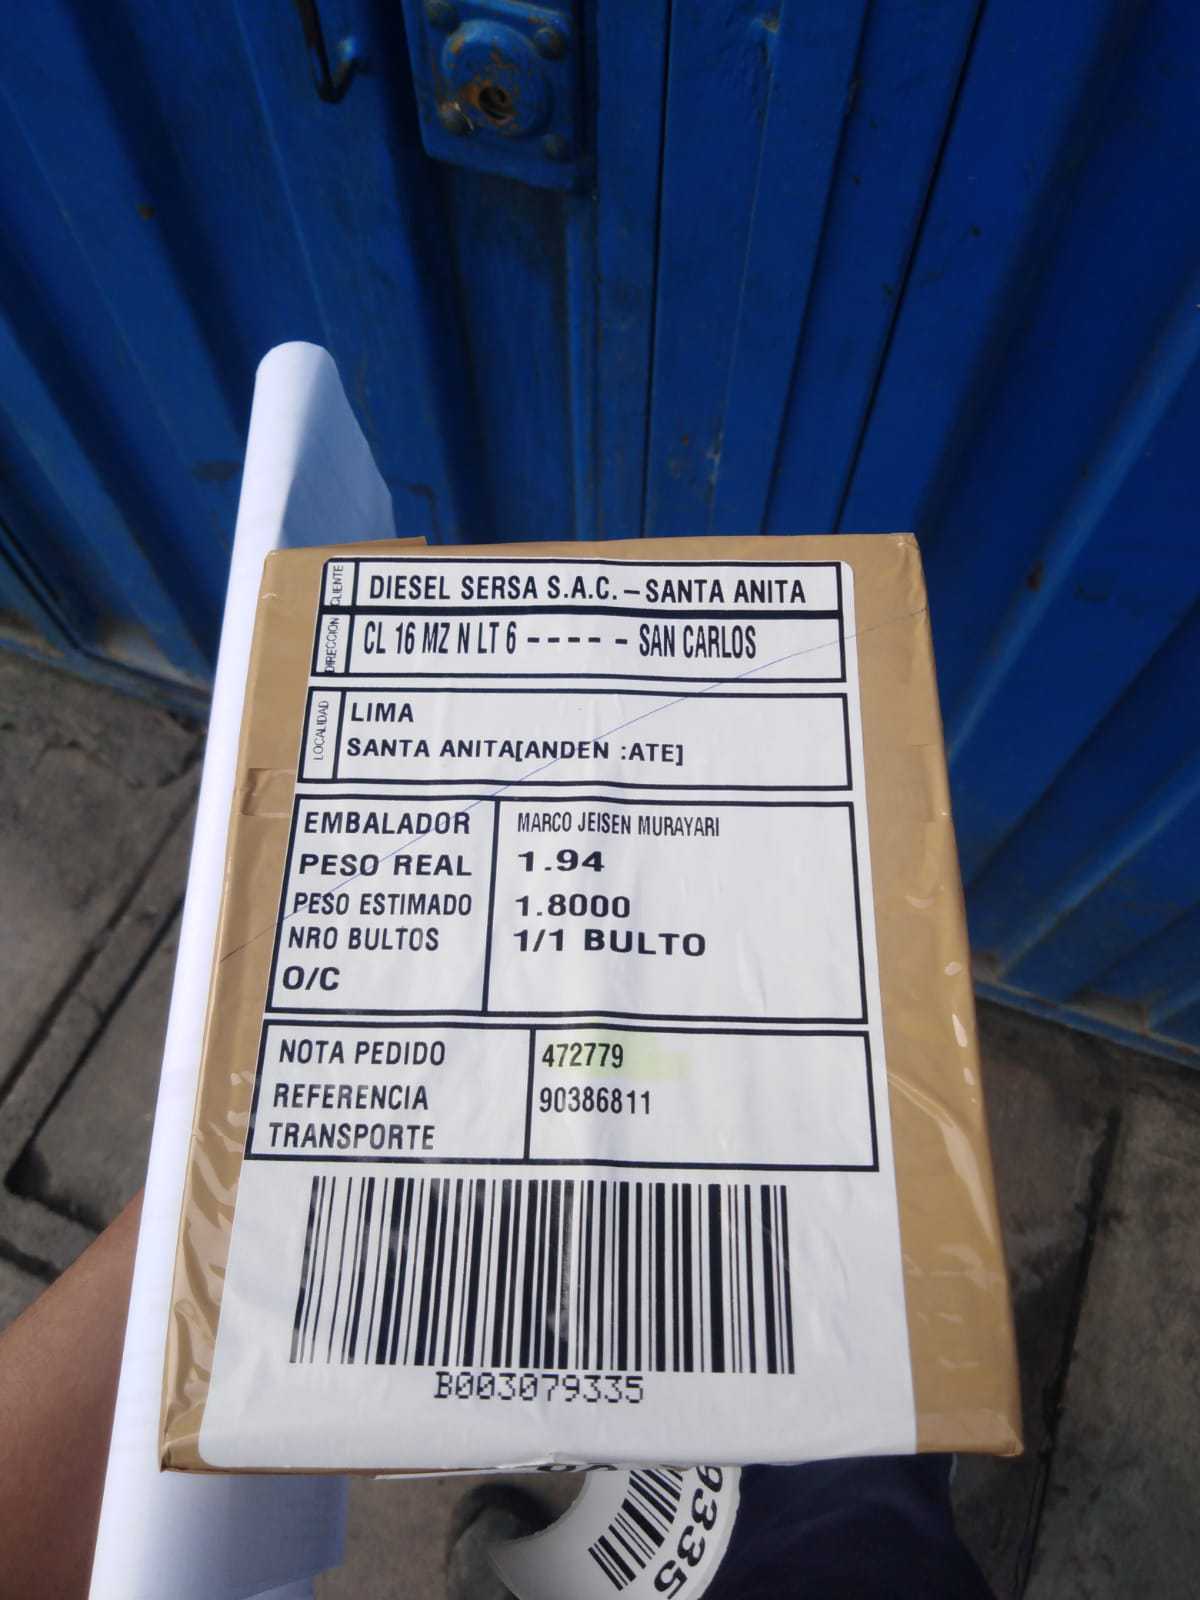 CLIENTE DIESEL SERSA S.A.C. – SANTA ANITA
DIRECCIÓN CL 16 MZ N LT 6 - - - - - SAN CARLOS
LOCALIDAD LIMA
SANTA ANITA[ANDEN :ATE]
EMBALADOR MARCO JEISEN MURAYARI
PESO REAL 1.94
PESO ESTIMADO 1.8000
NRO BULTOS 1/1 BULTO
O/C
NOTA PEDIDO 472779
REFERENCIA 90386811
TRANSPORTE
B003079335
9335